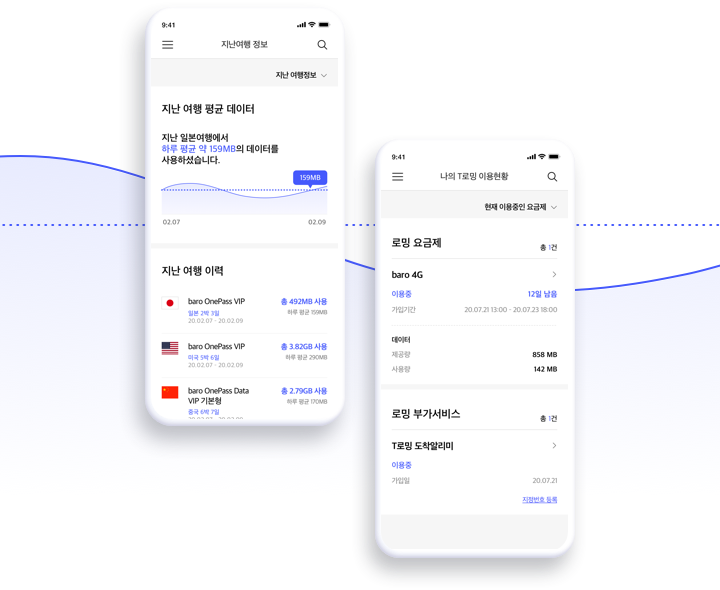 9:41
지난여행 정보
지난 여행정보
지난 여행 평균 데이터
지난 일본여행에서
하루 평균 약 159MB의 데이터를
사용하셨습니다.
159MB
02.07 02.09
지난 여행 이력
baro OnePass VIP 총 492MB 사용
일본 2박 3일 하루 평균 159MB
20.02.07 - 20.02.09
baro OnePass VIP 총 3.82GB 사용
미국 5박 6일 하루 평균 290MB
20.02.07 - 20.02.09
baro OnePass Data 총 2.79GB 사용
VIP 기본형 하루 평균 170MB
중국 6박 7일
9:41
나의 T로밍 이용현황
현재 이용중인 요금제
로밍 요금제 총 1건
baro 4G
이용중 12일 남음
가입기간 20.07.21 13:00 - 20.07.23 18:00
데이터
제공량 858 MB
사용량 142 MB
로밍 부가서비스 총 1건
T로밍 도착알리미
이용중
가입일 20.07.21
지정번호 등록